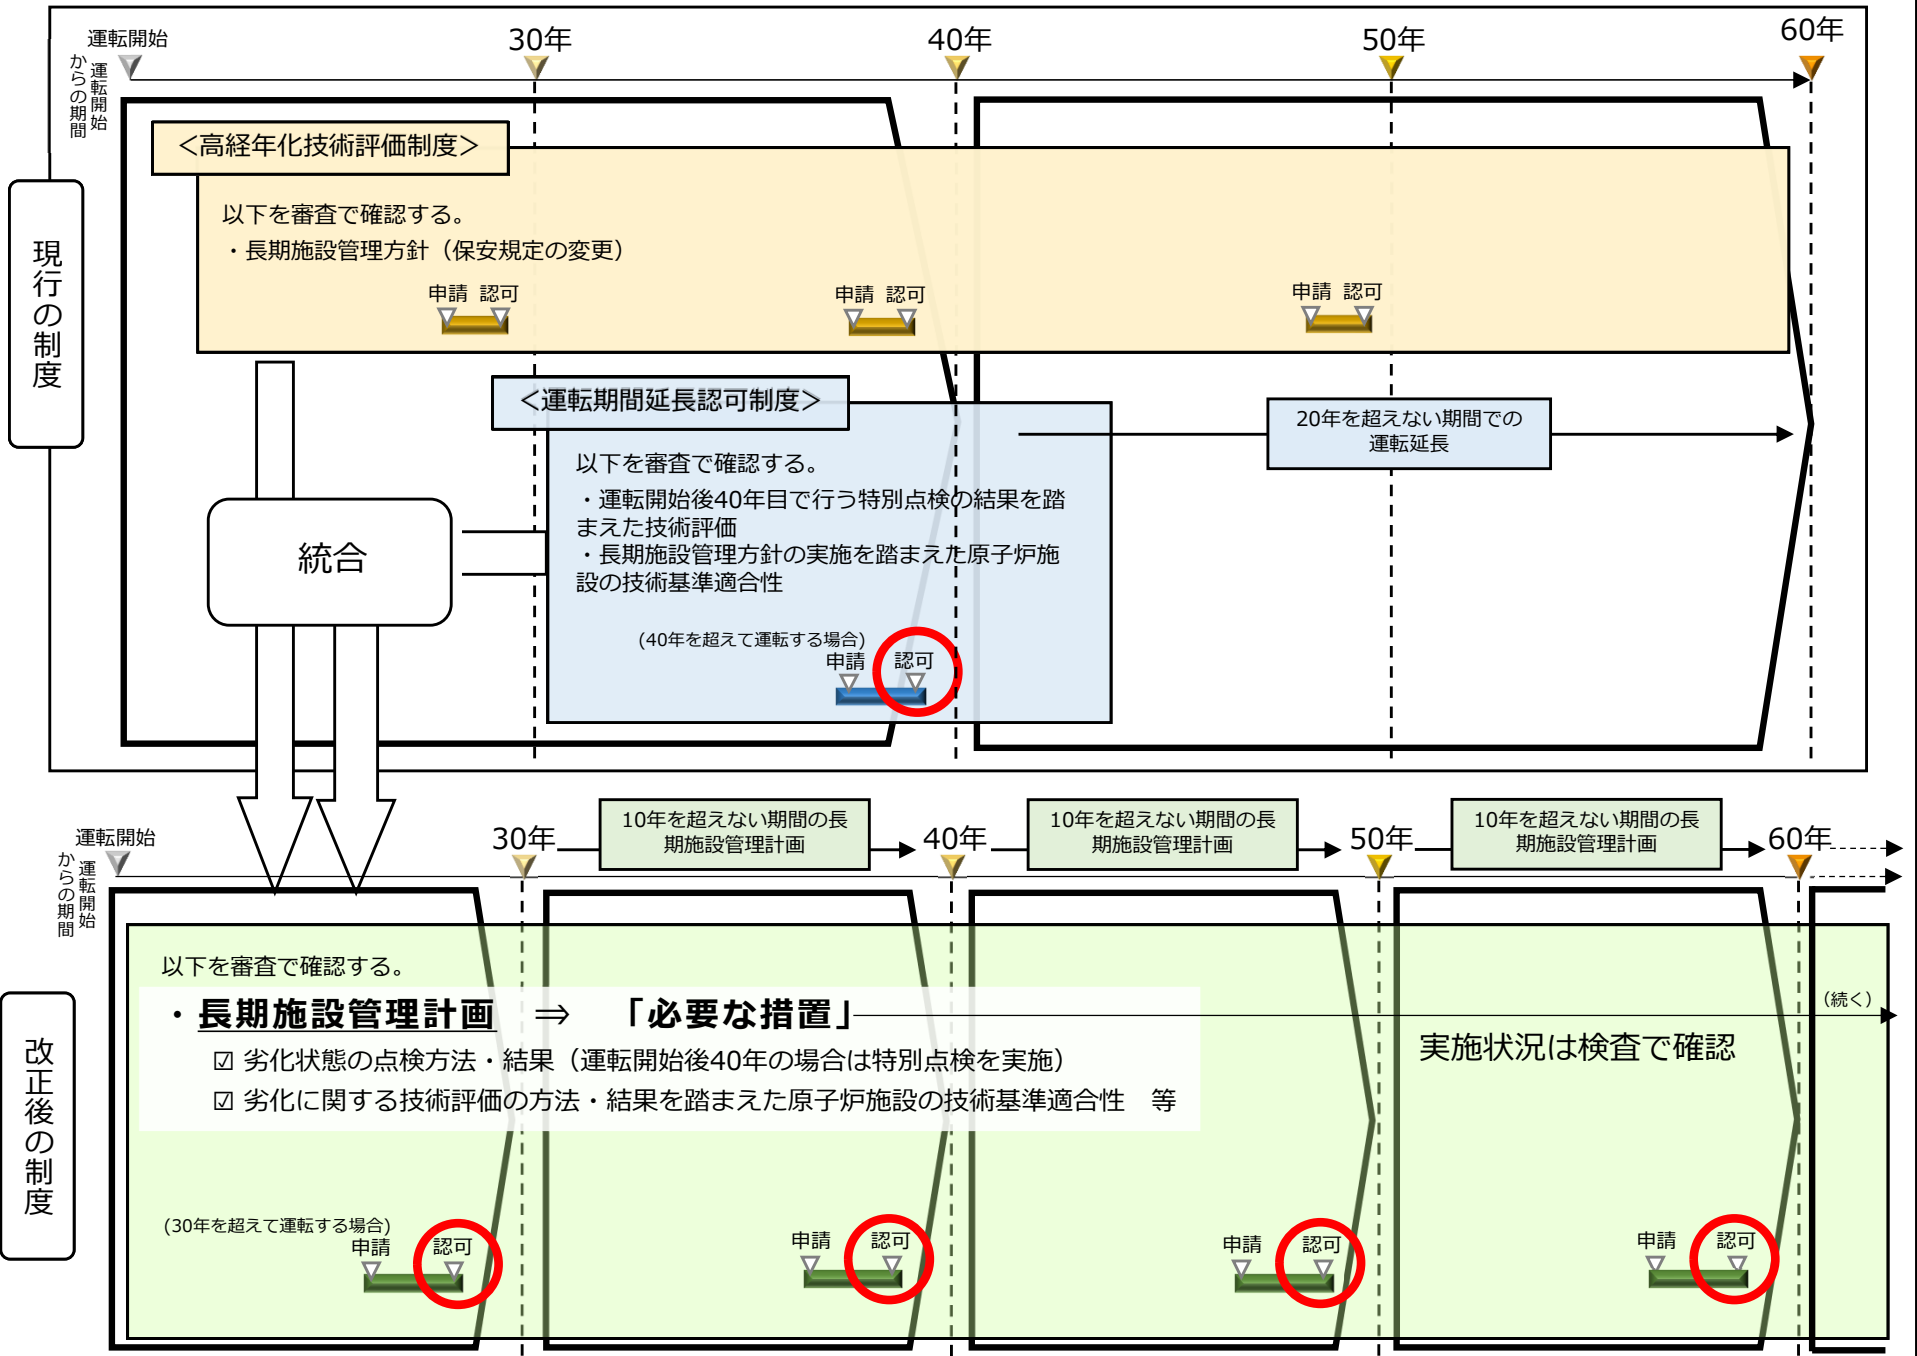 運転開始
30年
40年
50年
60年
運転開始
からの期間
現行の制度
＜高経年化技術評価制度＞
以下を審査で確認する。
・長期施設管理方針（保安規定の変更）
申請 認可
申請 認可
申請 認可
＜運転期間延長認可制度＞
以下を審査で確認する。
・運転開始後40年目で行う特別点検の結果を踏
まえた技術評価
・長期施設管理方針の実施を踏まえた原子炉施
設の技術基準適合性
(40年を超えて運転する場合)
申請 認可
20年を超えない期間での
運転延長
統合
運転開始
30年
10年を超えない期間の長
期施設管理計画
40年
10年を超えない期間の長
期施設管理計画
50年
10年を超えない期間の長
期施設管理計画
60年
運転開始
からの期間
改正後の制度
以下を審査で確認する。
・長期施設管理計画 ⇒ 「必要な措置」
（続く）
☑ 劣化状態の点検方法・結果（運転開始後40年の場合は特別点検を実施）
☑ 劣化に関する技術評価の方法・結果を踏まえた原子炉施設の技術基準適合性 等
実施状況は検査で確認
(30年を超えて運転する場合)
申請 認可
申請 認可
申請 認可
申請 認可